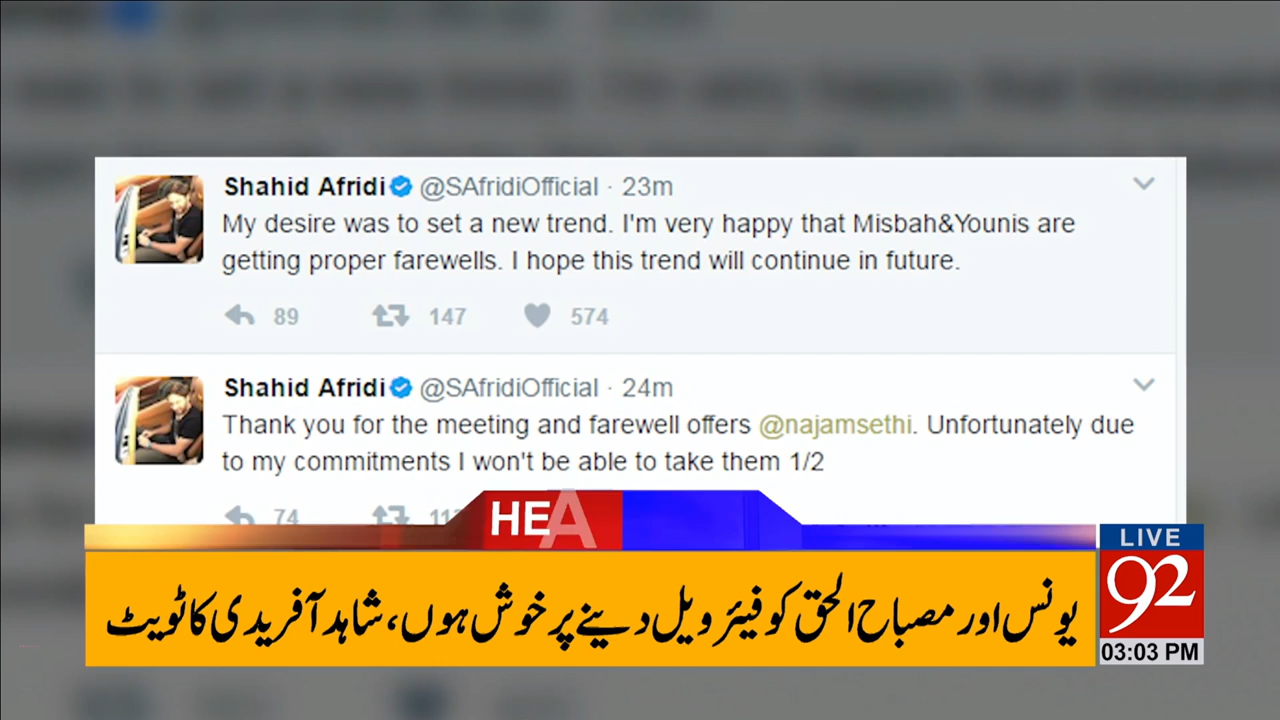 Shahid Afridi @SAfridiOfficial · 23m
My desire was to set a new trend. I'm very happy that Misbah&Younis are
getting proper farewells. I hope this trend will continue in future.
89 147 574
Shahid Afridi @SAfridiOfficial · 24m
Thank you for the meeting and farewell offers @najamsethi. Unfortunately due
to my commitments I won't be able to take them 1/2
74
HEA
LIVE
92
یونس اور مصباح الحق کو فیئر ویل دینے پر خوش ہوں، شاہد آفریدی کا ٹویٹ
03:03 PM